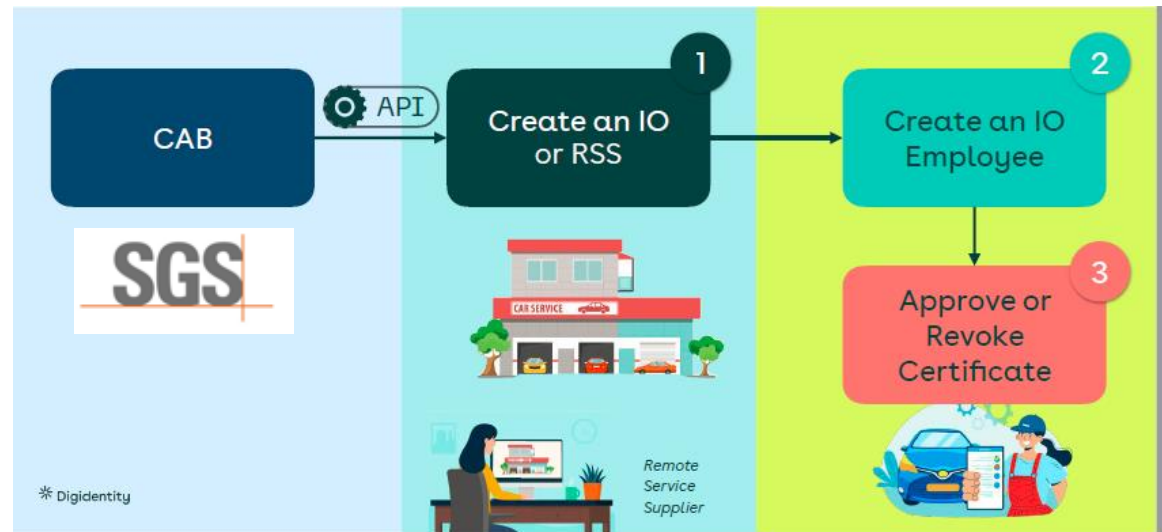 CAB
API
1
Create an IO
or RSS
2
Create an IO
Employee
3
Approve or
Revoke
Certificate
SGS
CAR SERVICE
Remote
Service
Supplier
Digidentity